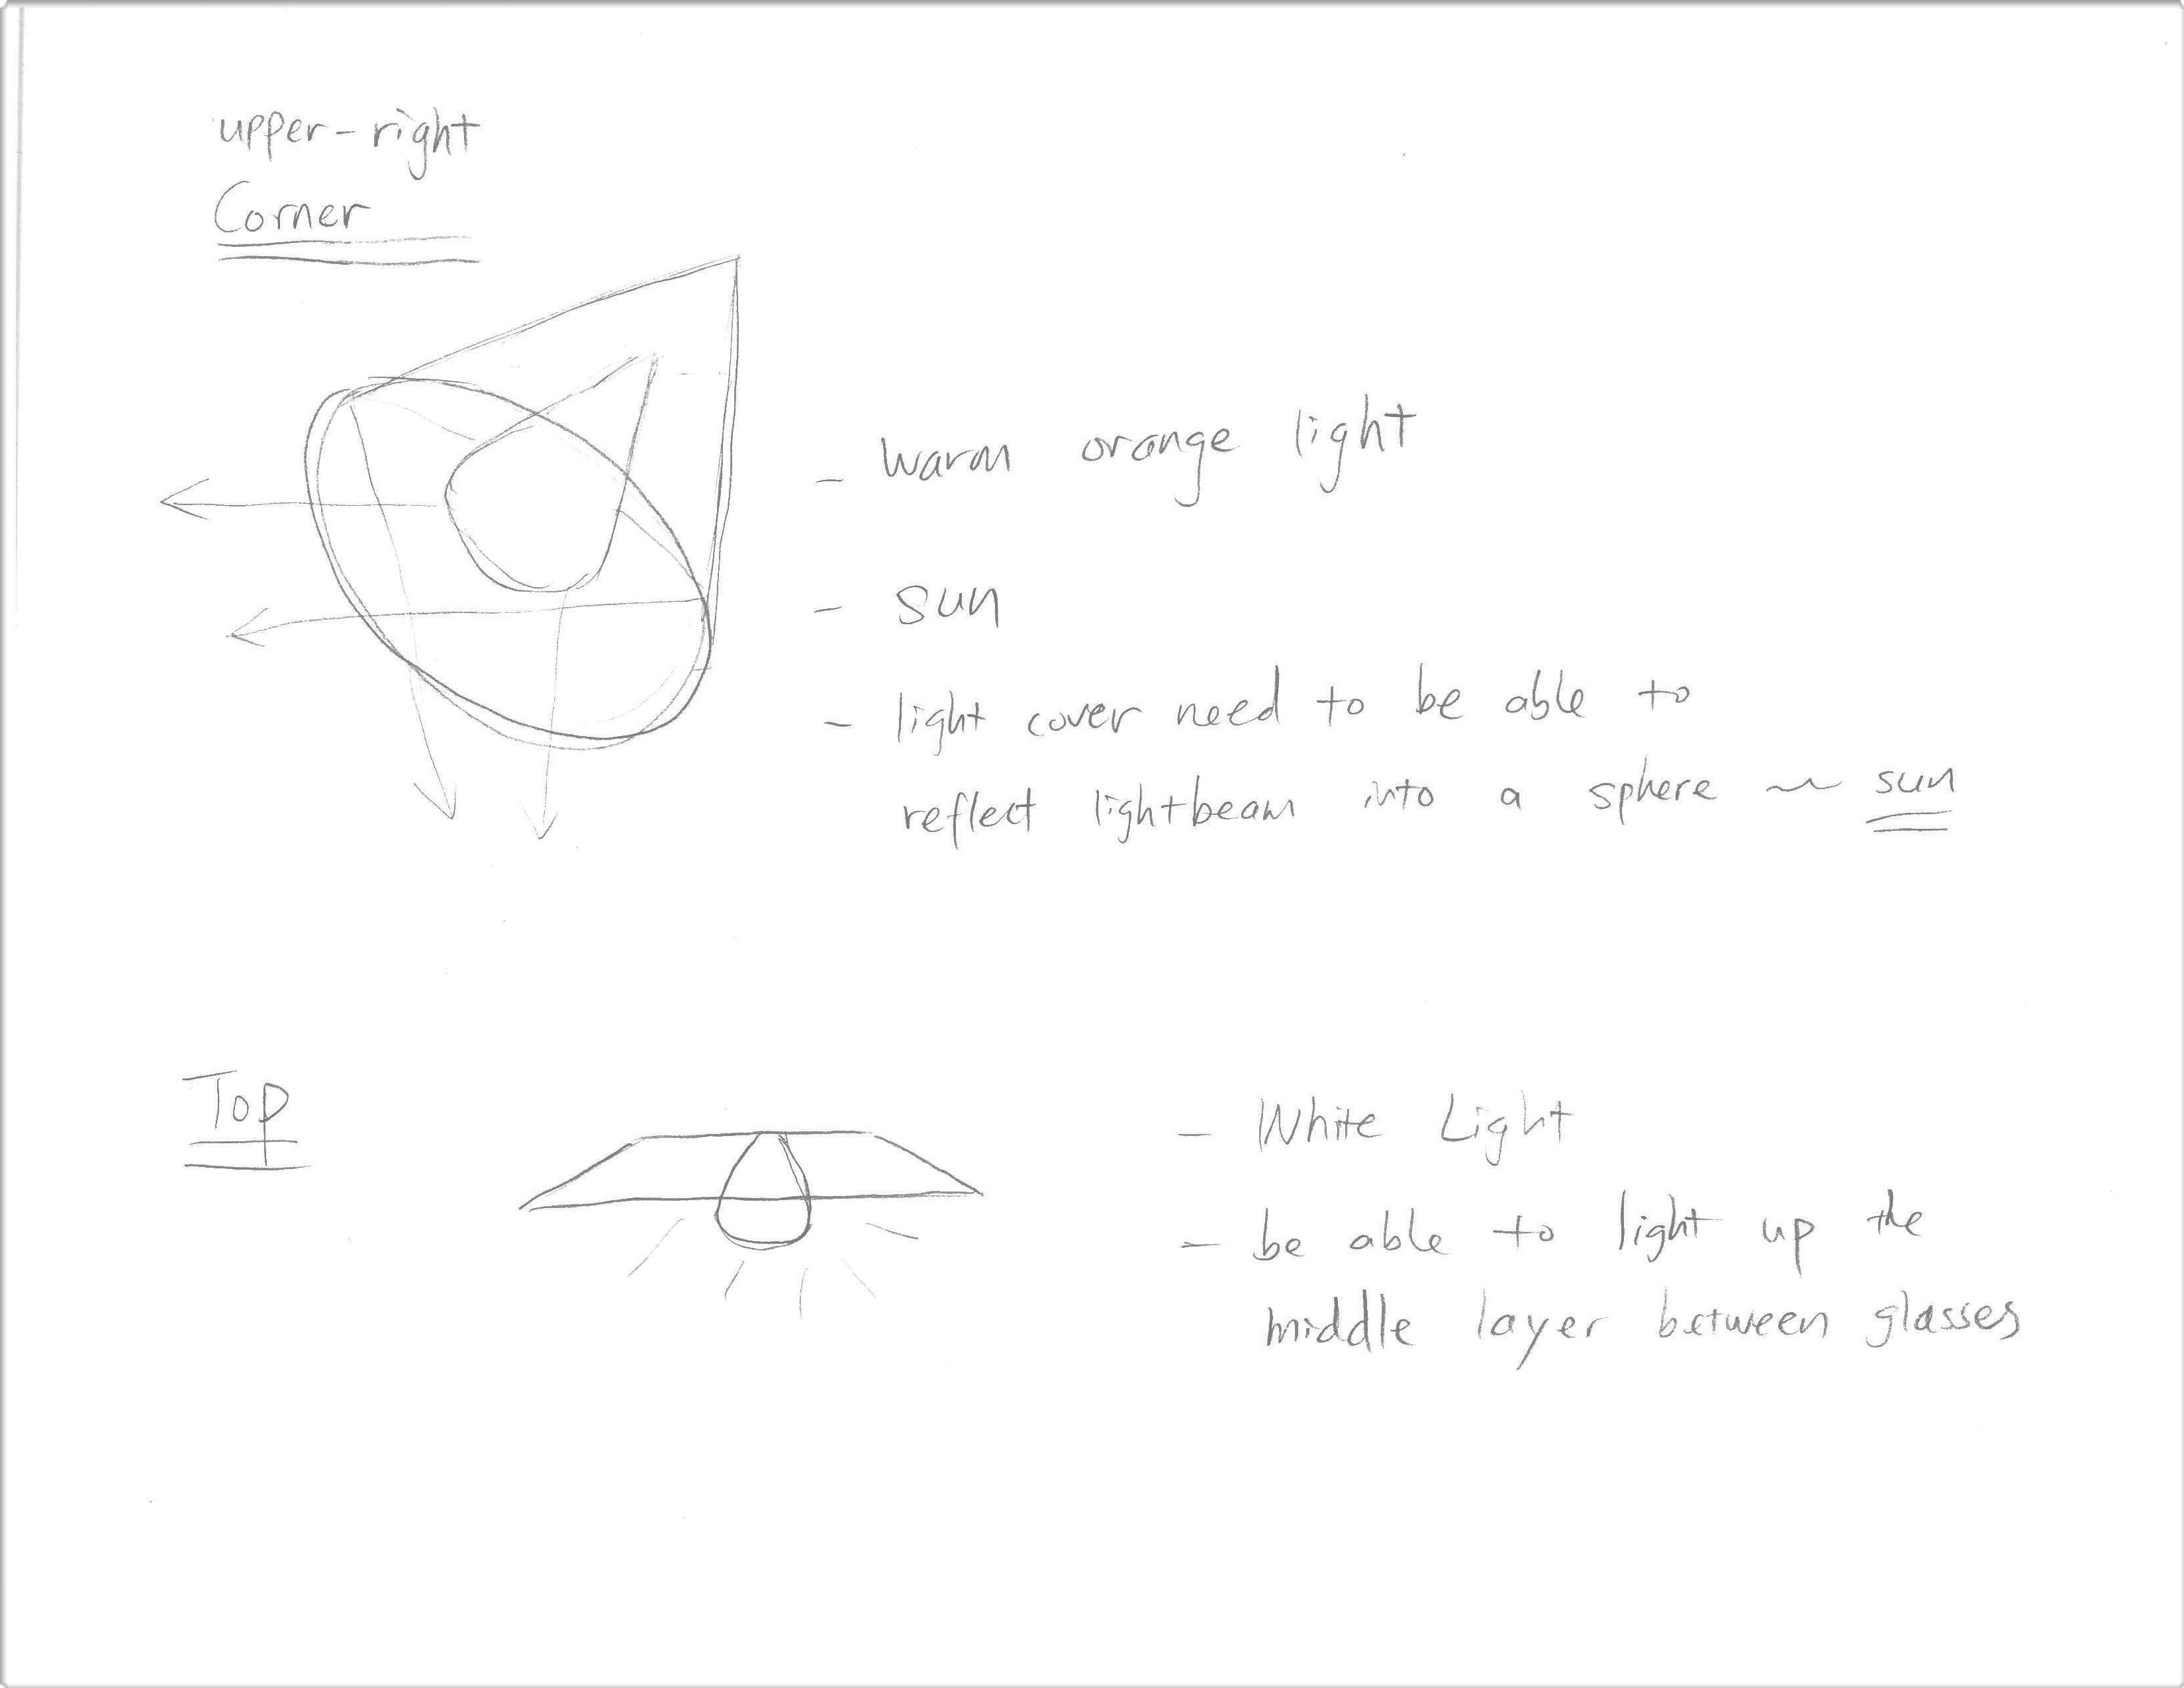 upper-right
Corner
- warm orange light
- sun
- light cover need to be able to
reflect lightbeam into a sphere ~ sun
Top
- White Light
- be able to light up the
middle layer between glasses